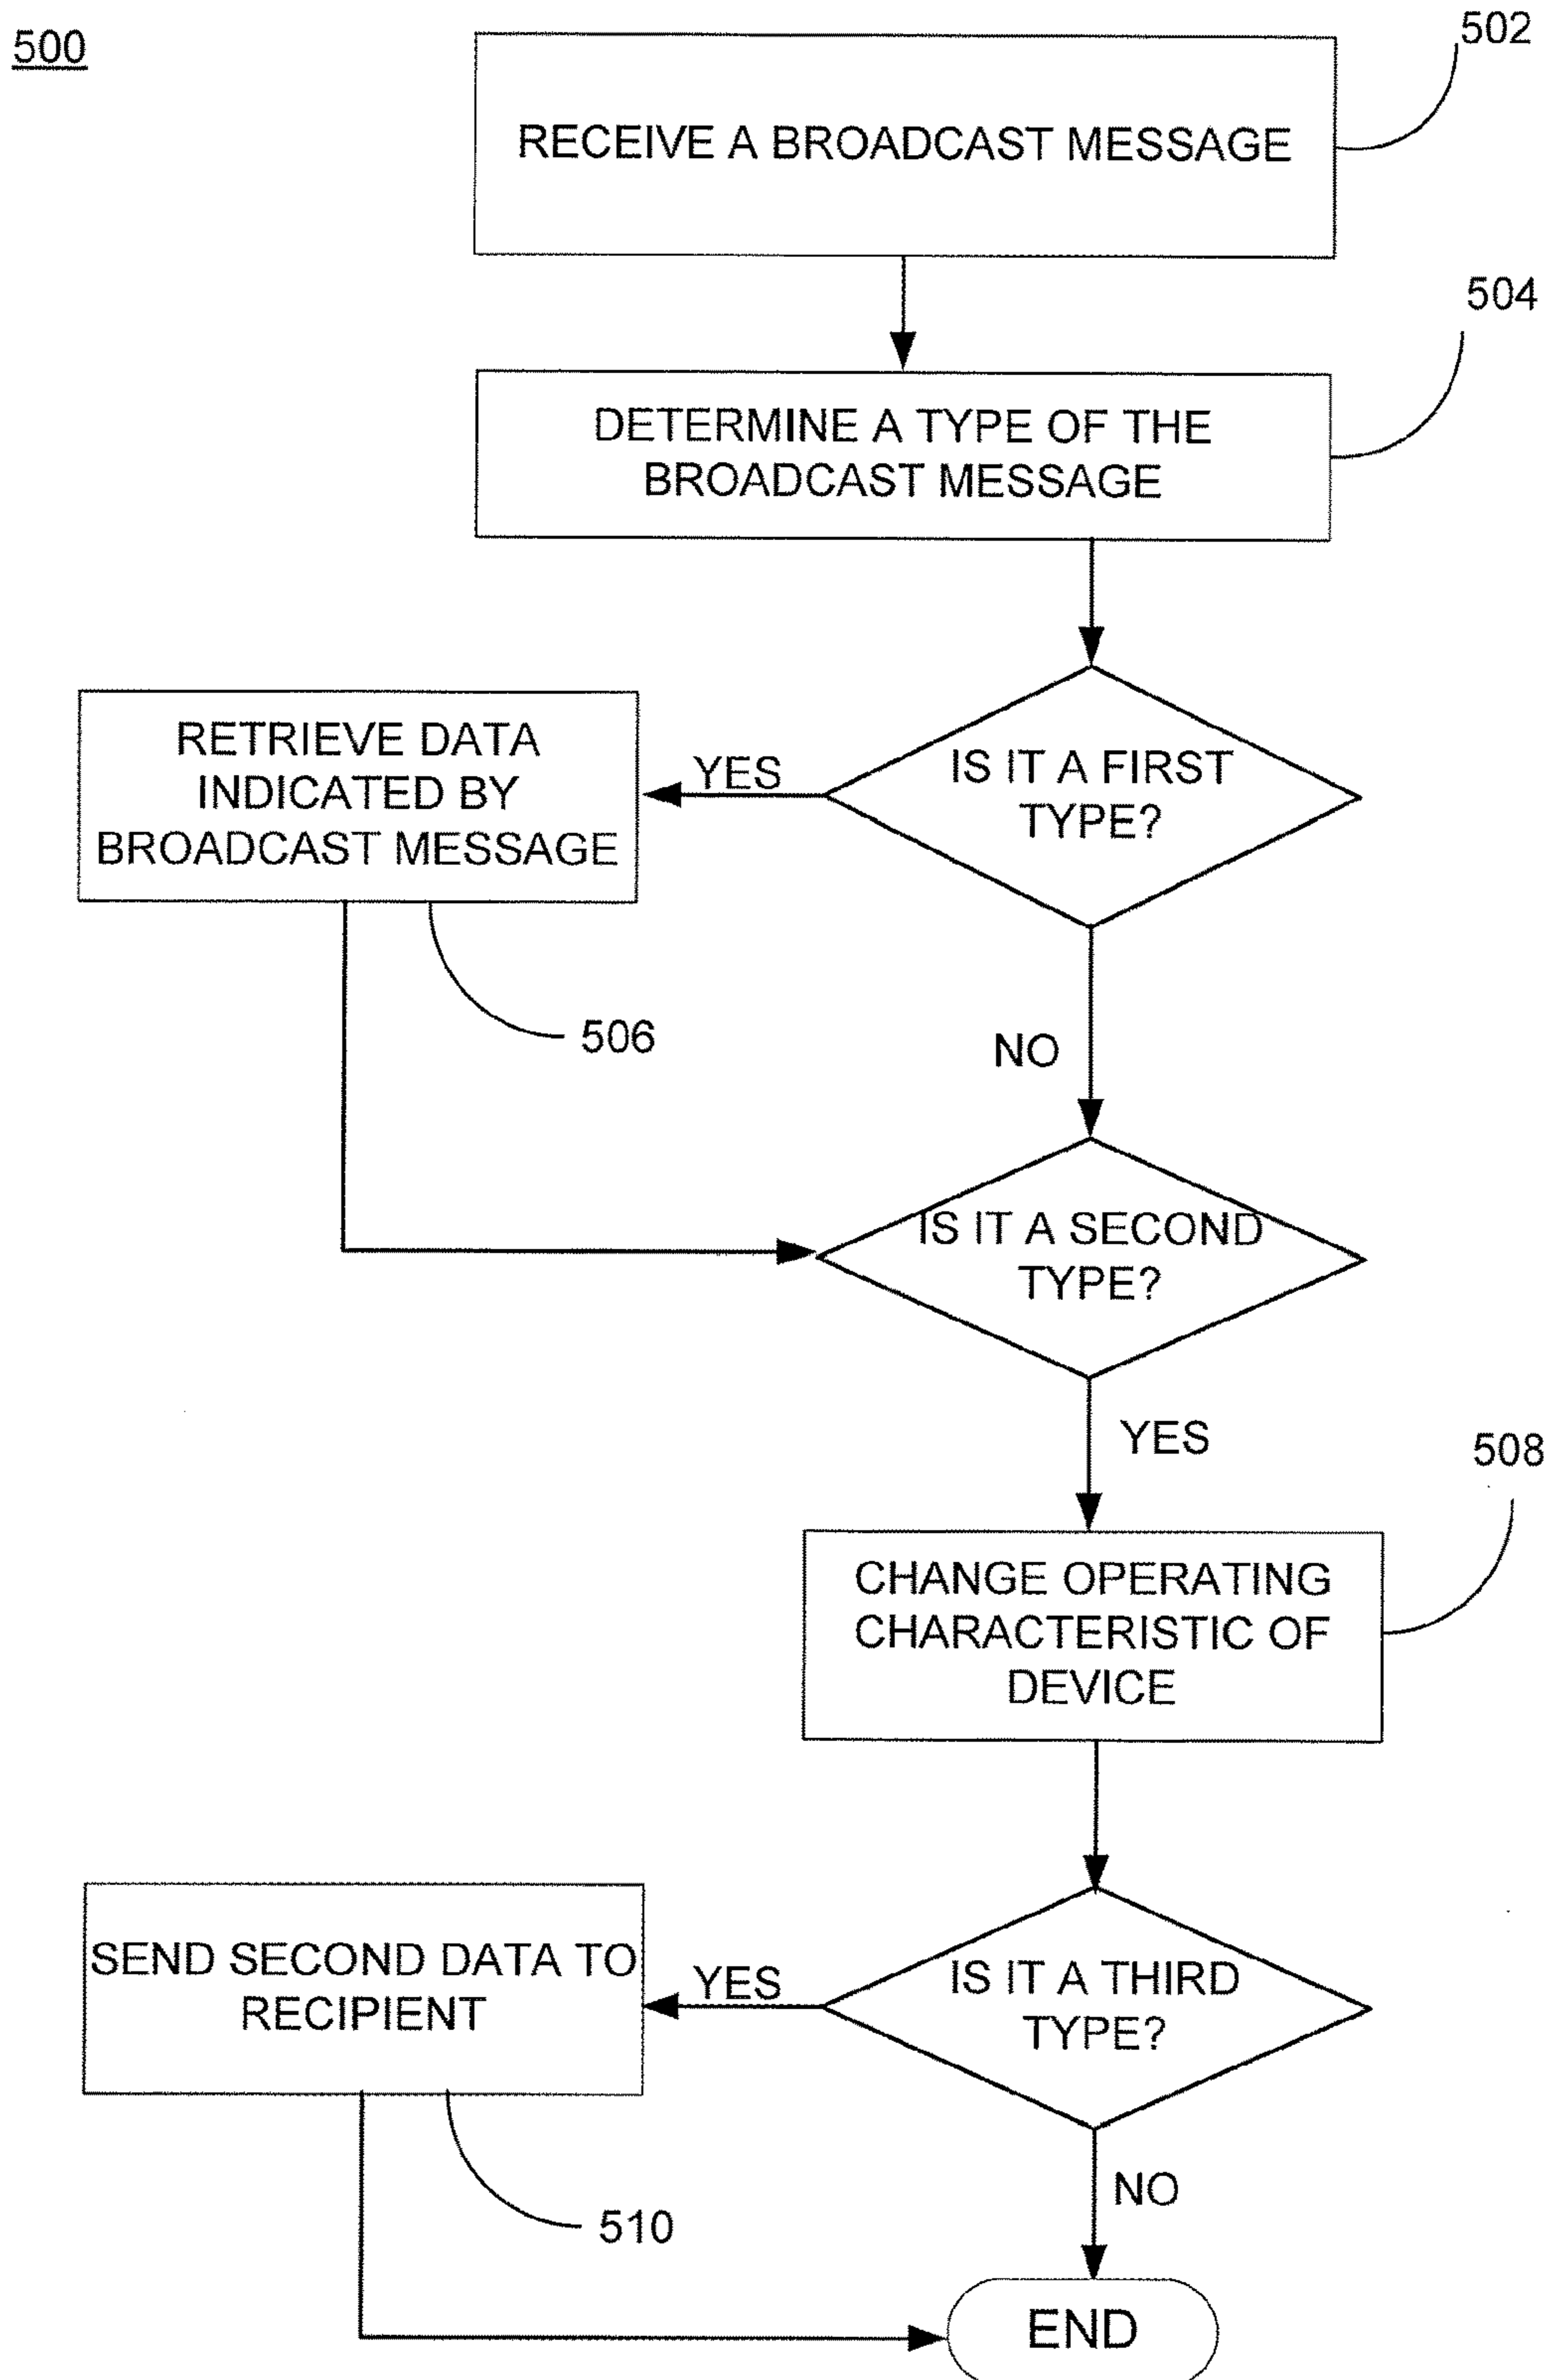 500
502
RECEIVE A BROADCAST MESSAGE
504
DETERMINE A TYPE OF THE
BROADCAST MESSAGE
IS IT A FIRST
TYPE?
YES
RETRIEVE DATA
INDICATED BY
BROADCAST MESSAGE
506
NO
IS IT A SECOND
TYPE?
YES
508
CHANGE OPERATING
CHARACTERISTIC OF
DEVICE
IS IT A THIRD
TYPE?
YES
SEND SECOND DATA TO
RECIPIENT
510
NO
END